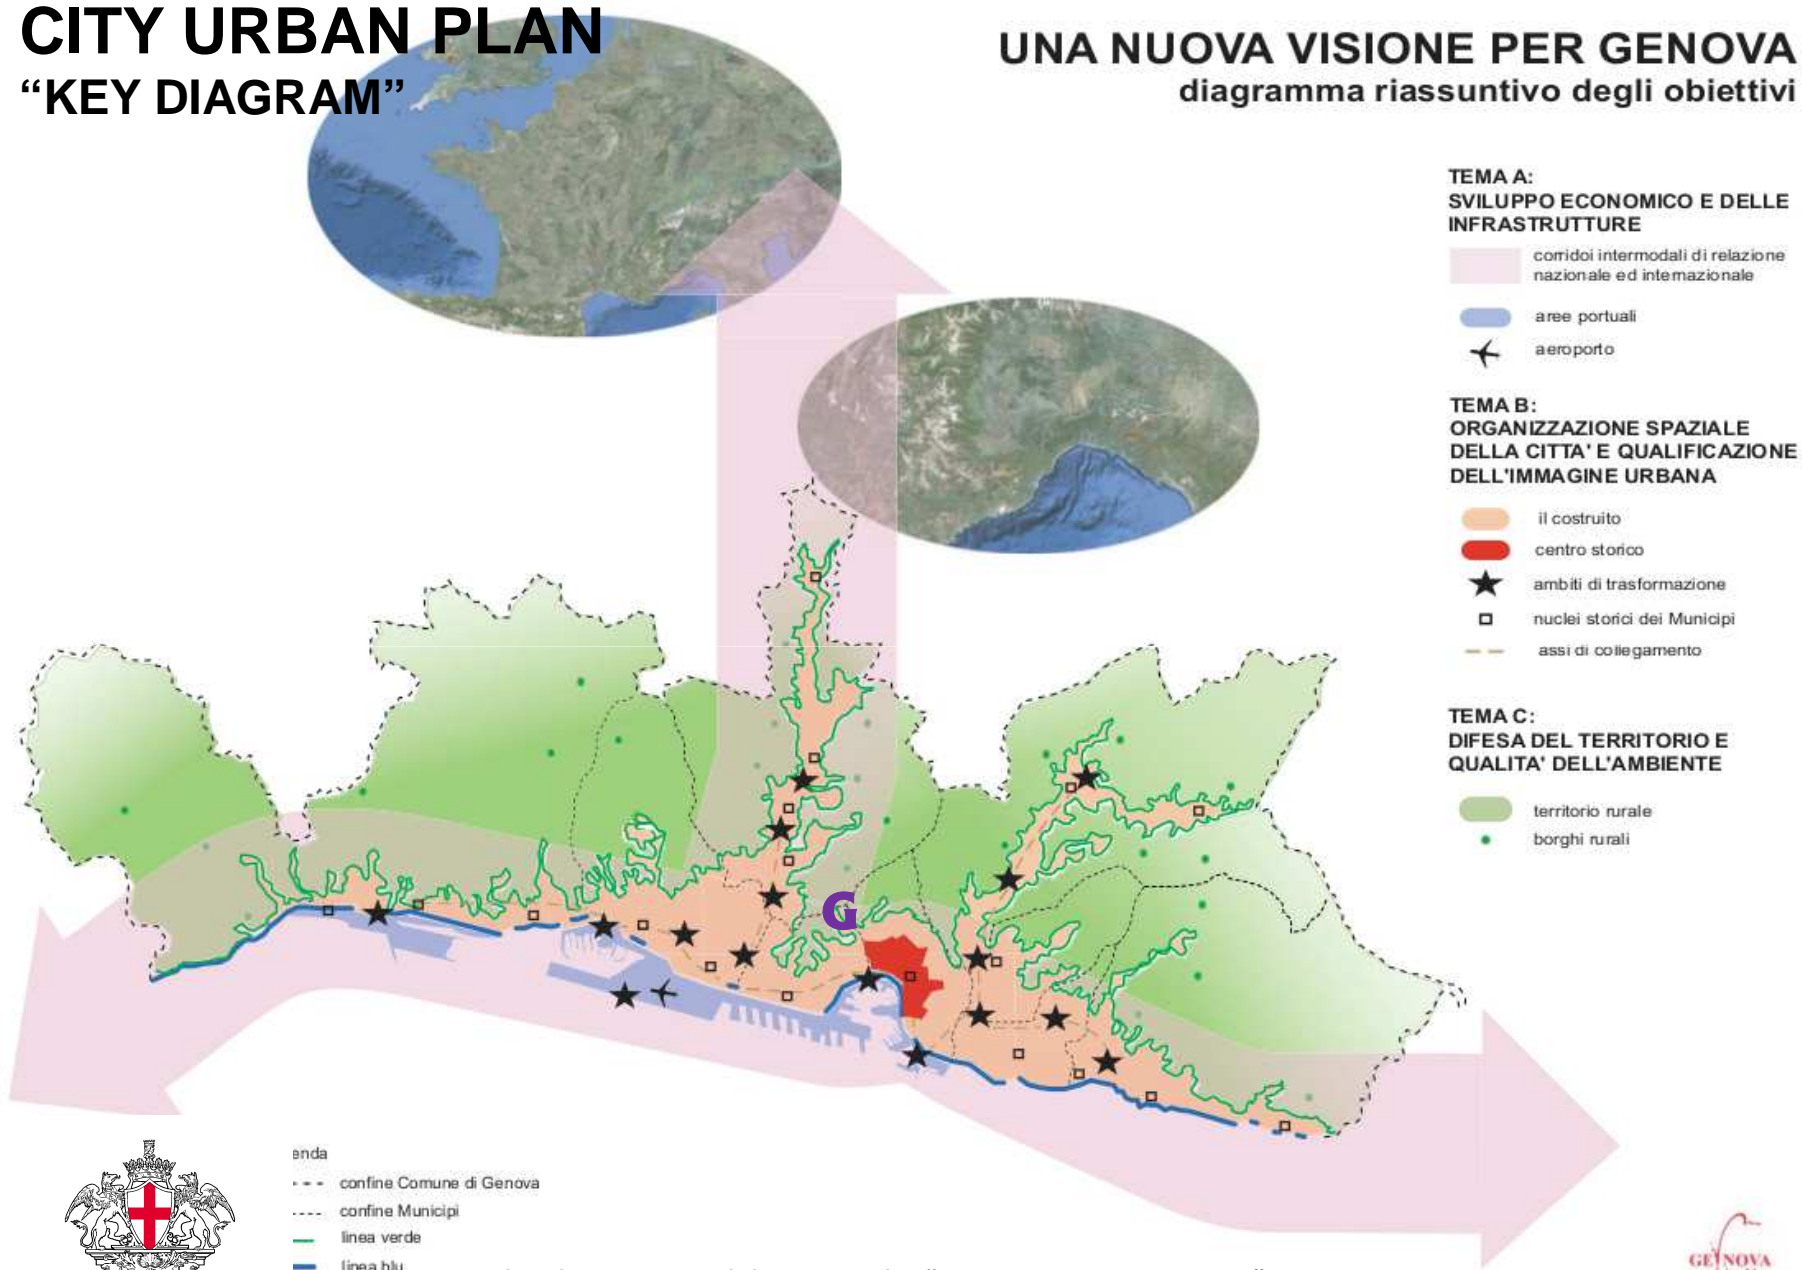 CITY URBAN PLAN
“KEY DIAGRAM”
UNA NUOVA VISIONE PER GENOVA
diagramma riassuntivo degli obiettivi
TEMA A:
SVILUPPO ECONOMICO E DELLE
INFRASTRUTTURE
corridoi intermodali di relazione
nazionale ed internazionale
aree portuali
aeroporto
TEMA B:
ORGANIZZAZIONE SPAZIALE
DELLA CITTA' E QUALIFICAZIONE
DELL'IMMAGINE URBANA
il costruito
centro storico
ambiti di trasformazione
nuclei storici dei Municipi
assi di collegamento
TEMA C:
DIFESA DEL TERRITORIO E
QUALITA' DELL'AMBIENTE
territorio rurale
borghi rurali
G
enda
confine Comune di Genova
confine Municipi
linea verde
linea blu
GENOVA